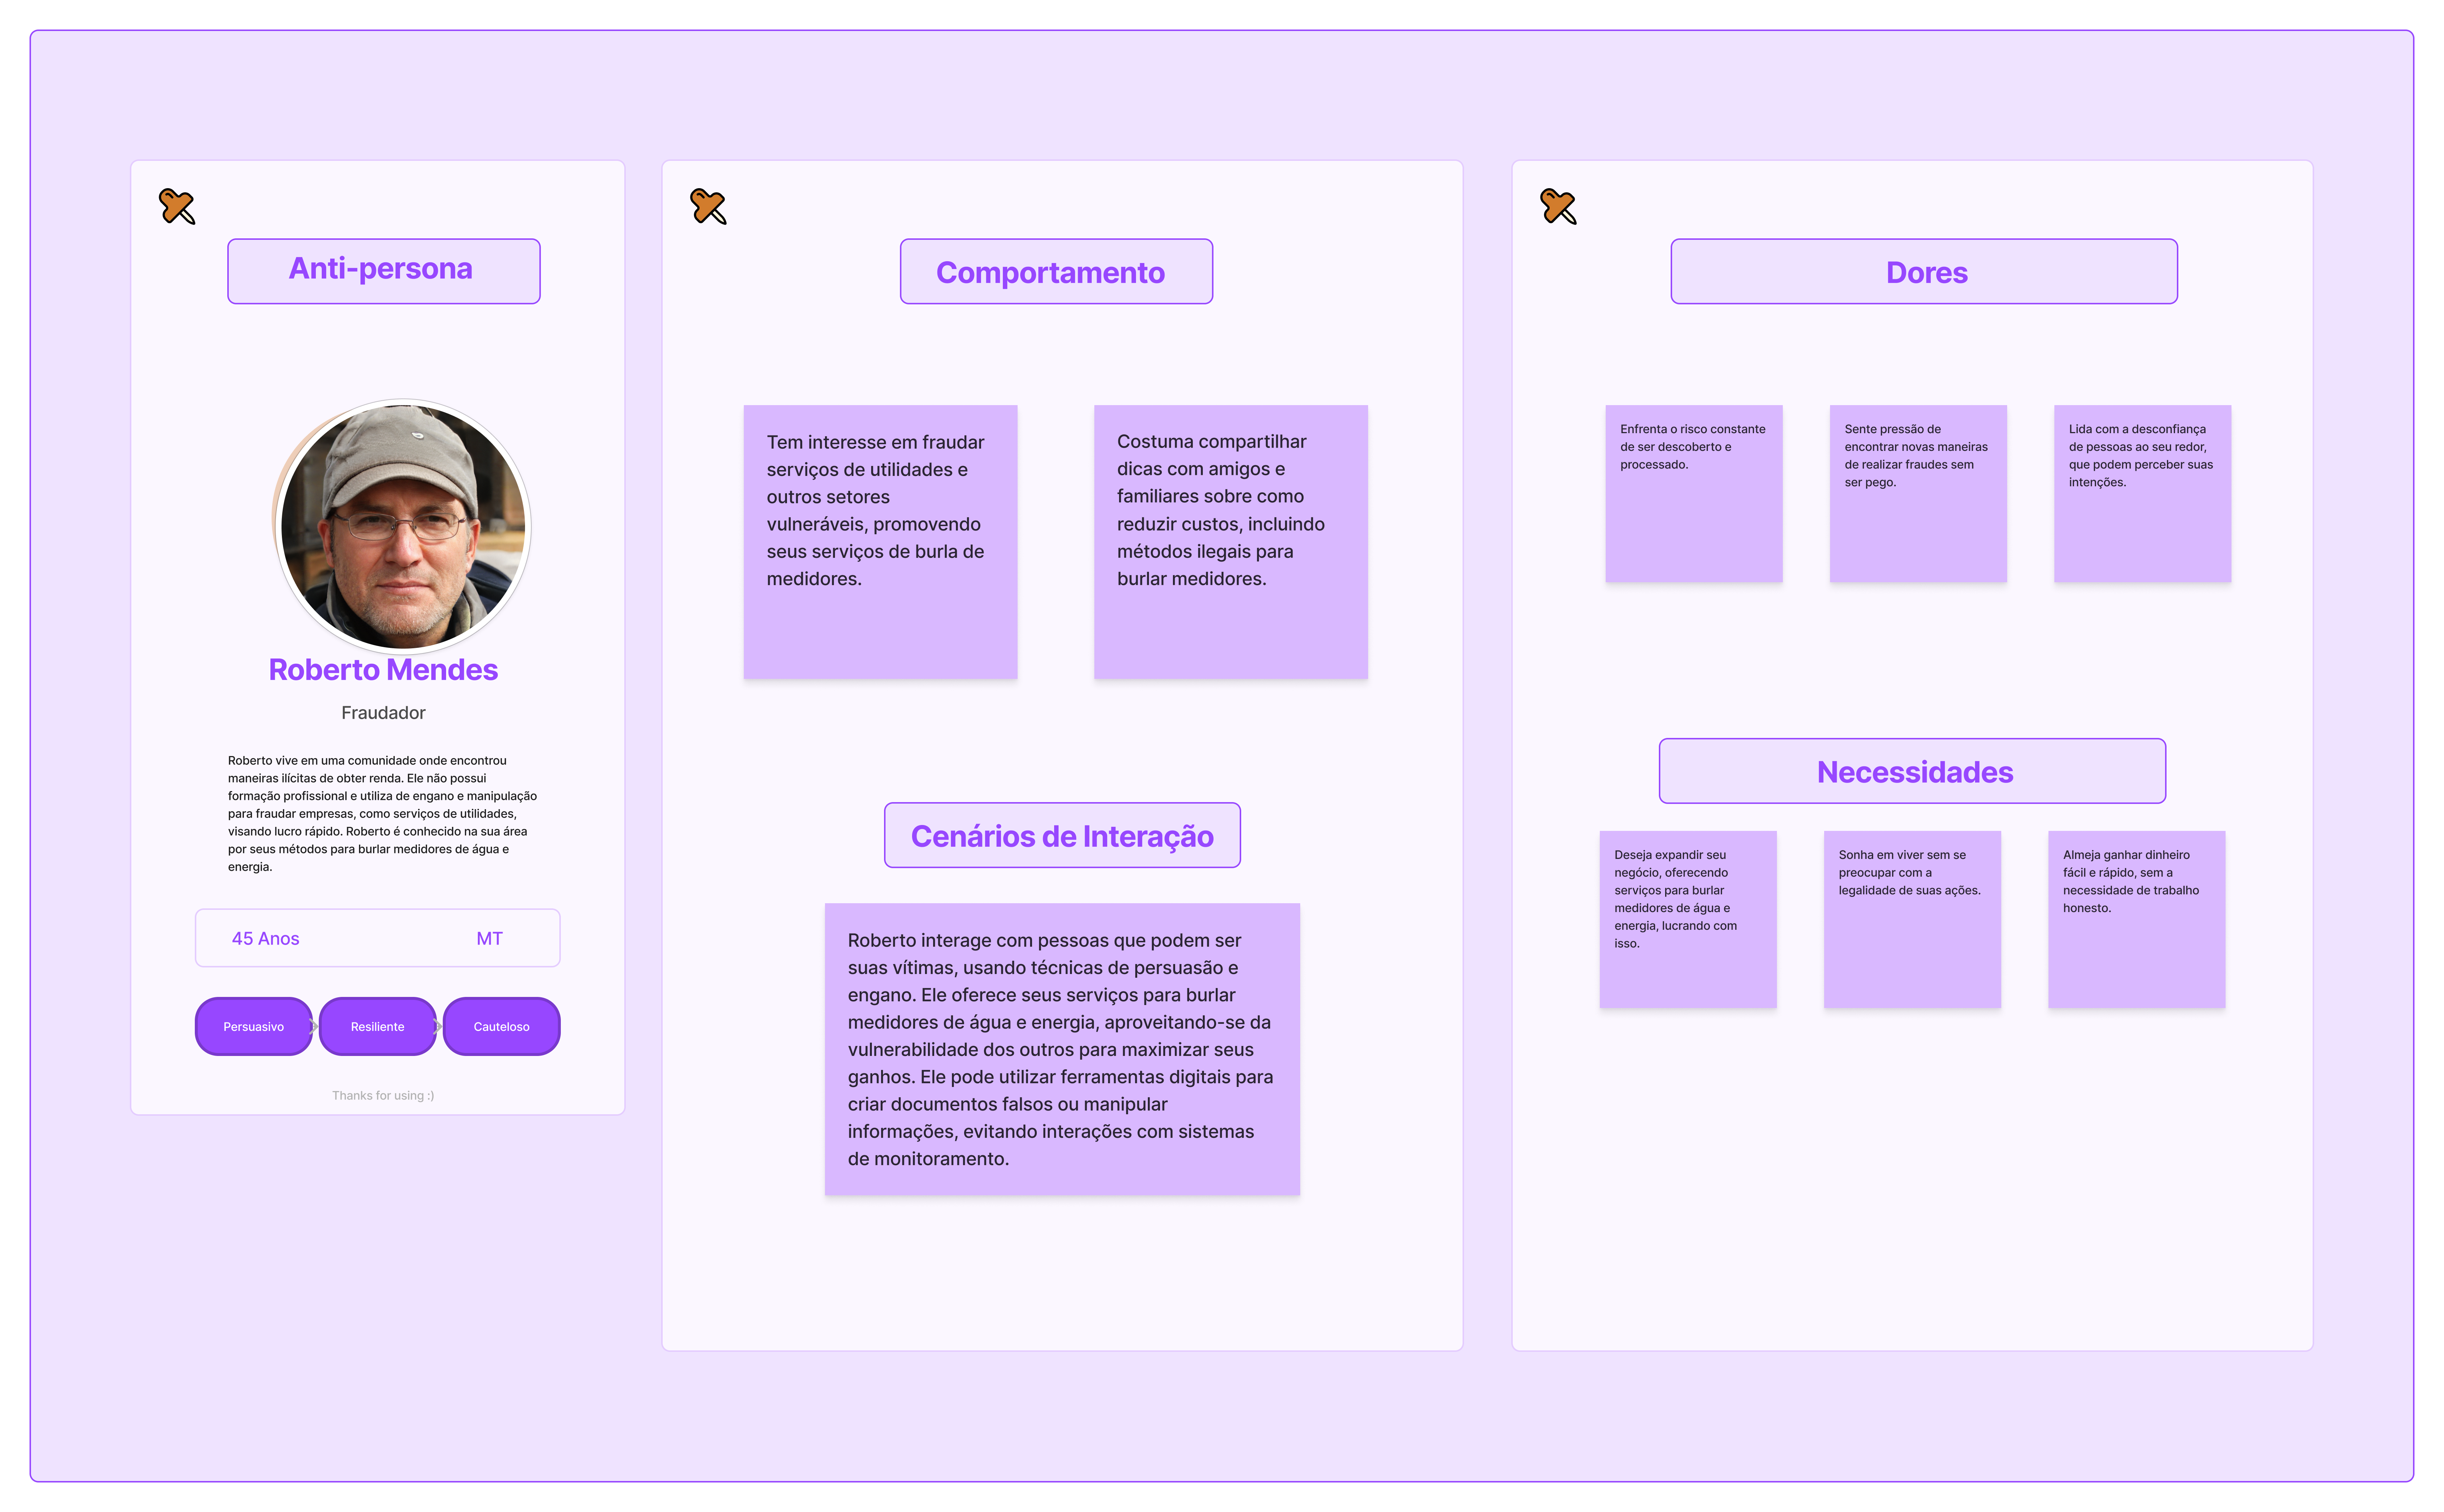 Anti-persona
Roberto Mendes
Fraudador
Roberto vive em uma comunidade onde encontrou
maneiras ilícitas de obter renda. Ele não possui
formação profissional e utiliza de engano e manipulação
para fraudar empresas, como serviços de utilidades,
visando lucro rápido. Roberto é conhecido na sua área
por seus métodos para burlar medidores de água e
energia.
45 Anos
MT
Persuasivo
Resiliente
Cauteloso
Thanks for using :)
Comportamento
Tem interesse em fraudar
serviços de utilidades e
outros setores
vulneráveis, promovendo
seus serviços de burla de
medidores.
Costuma compartilhar
dicas com amigos e
familiares sobre como
reduzir custos, incluindo
métodos ilegais para
burlar medidores.
Cenários de Interação
Roberto interage com pessoas que podem ser
suas vítimas, usando técnicas de persuasão e
engano. Ele oferece seus serviços para burlar
medidores de água e energia, aproveitando-se da
vulnerabilidade dos outros para maximizar seus
ganhos. Ele pode utilizar ferramentas digitais para
criar documentos falsos ou manipular
informações, evitando interações com sistemas
de monitoramento.
Dores
Enfrenta o risco constante
de ser descoberto e
processado.
Sente pressão de
encontrar novas maneiras
de realizar fraudes sem
ser pego.
Lida com a desconfiança
de pessoas ao seu redor,
que podem perceber suas
intenções.
Necessidades
Deseja expandir seu
negócio, oferecendo
serviços para burlar
medidores de água e
energia, lucrando com
isso.
Sonha em viver sem se
preocupar com a
legalidade de suas ações.
Almeja ganhar dinheiro
fácil e rápido, sem a
necessidade de trabalho
honesto.